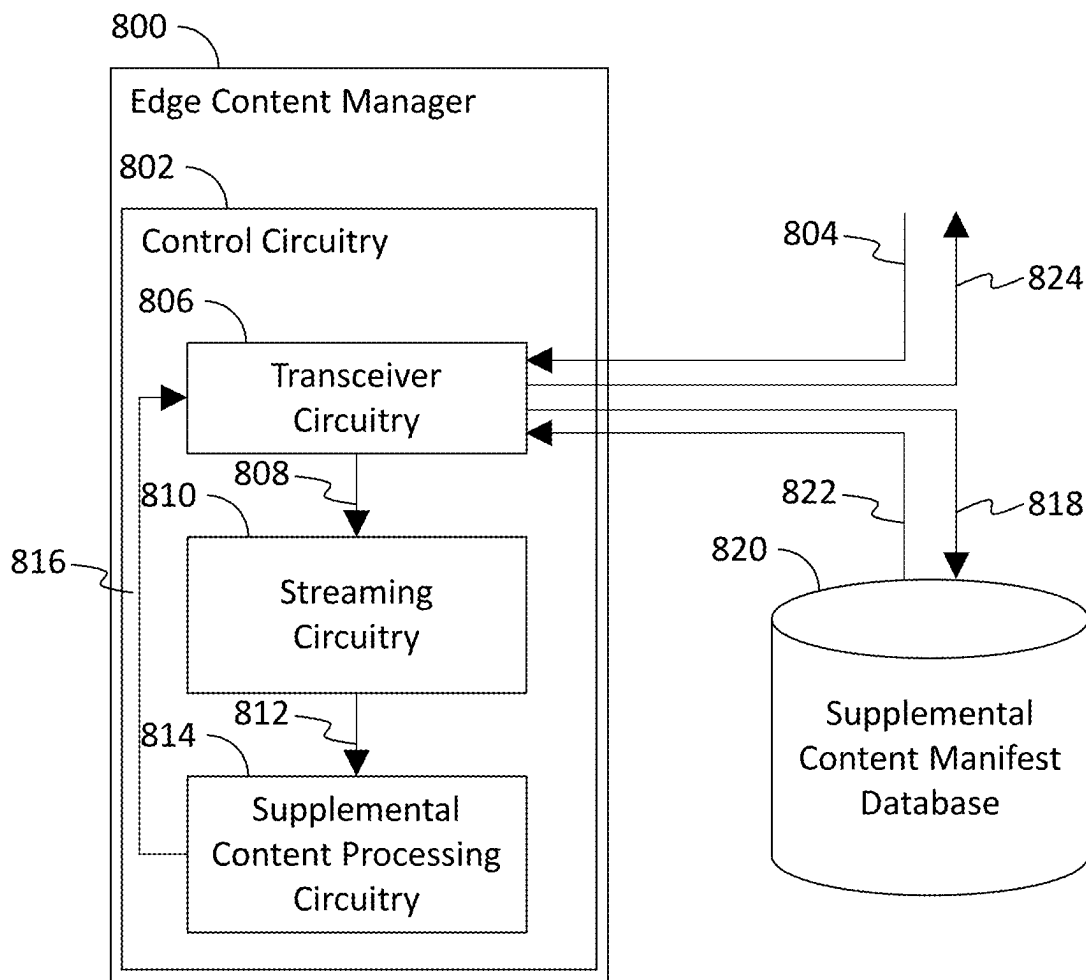 800
Edge Content Manager
802
Control Circuitry
804
824
806
Transceiver
Circuitry
808
810
822
818
816
820
Streaming
Circuitry
812
814
Supplemental
Content Manifest
Database
Supplemental
Content Processing
Circuitry